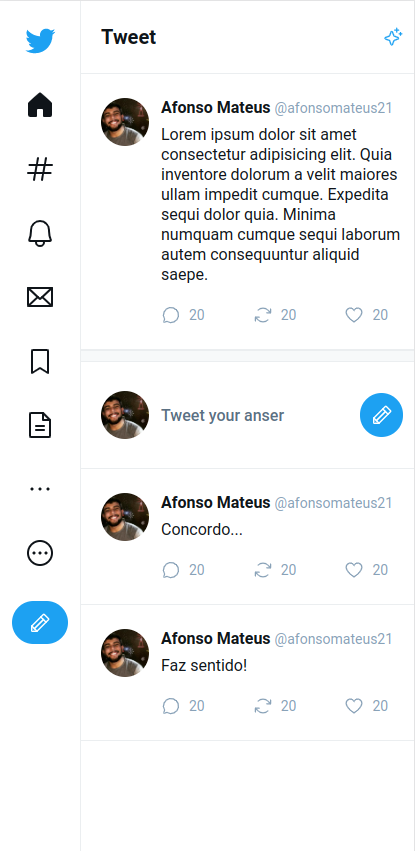 Tweet
Afonso Mateus @afonsomateus21
Lorem ipsum dolor sit amet
consectetur adipisicing elit. Quia
inventore dolorum a velit maiores
ullam impedit cumque. Expedita
sequi dolor quia. Minima
numquam cumque sequi laborum
autem consequuntur aliquid
saepe.
20 20 20
Tweet your anser
Afonso Mateus @afonsomateus21
Concordo...
20 20 20
Afonso Mateus @afonsomateus21
Faz sentido!
20 20 20